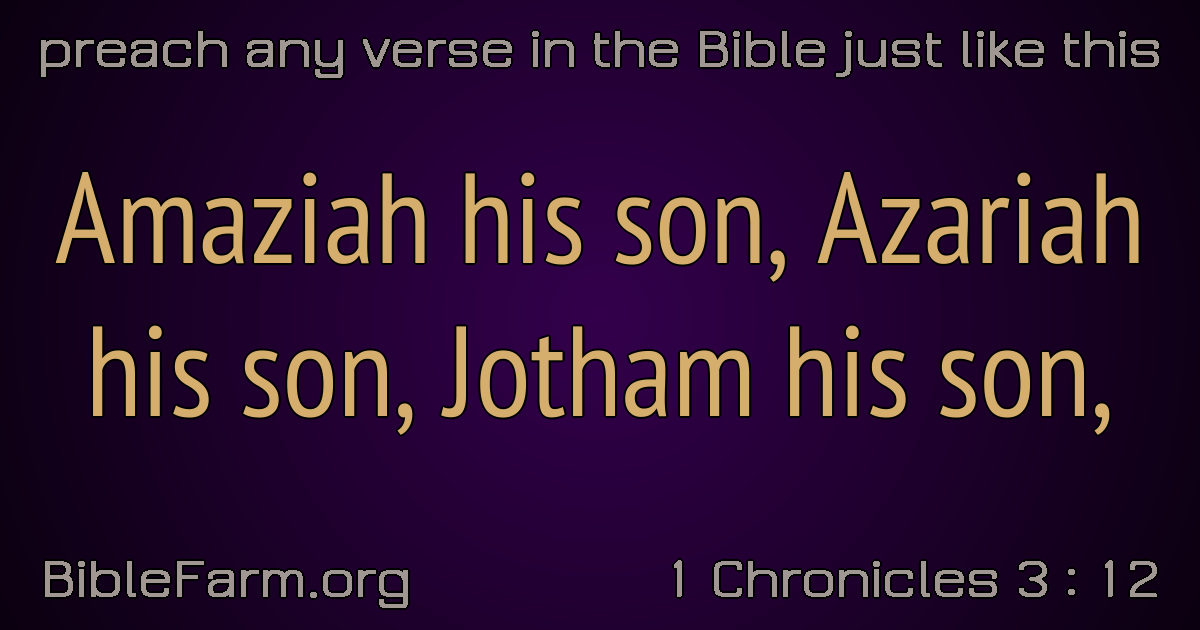 preach any verse in the Bible just like this
Amaziah his son, Azariah
his son, Jotham his son,
BibleFarm.org
1 Chronicles 3 : 12